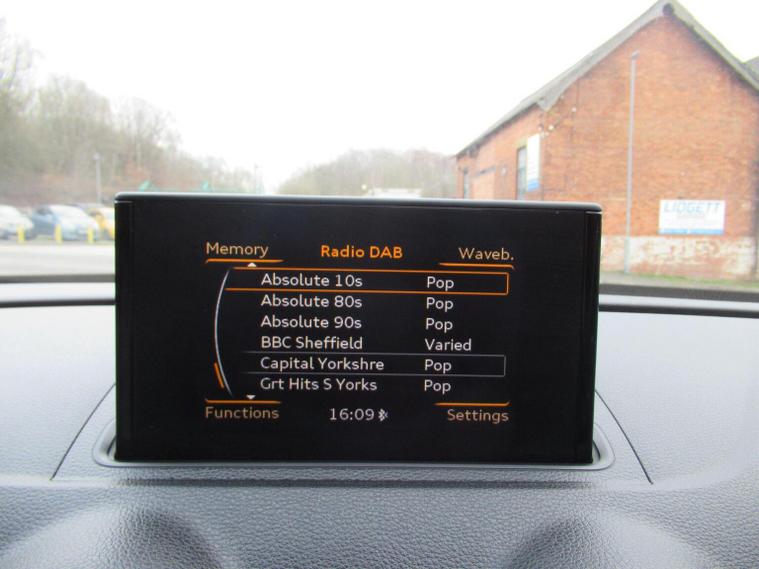 Memory Radio DAB Waveb.
Absolute 10s Pop
Absolute 80s Pop
Absolute 90s Pop
BBC Sheffield Varied
Capital Yorkshre Pop
Grt Hits S Yorks Pop
Functions 16:09 Settings
LIDGETT